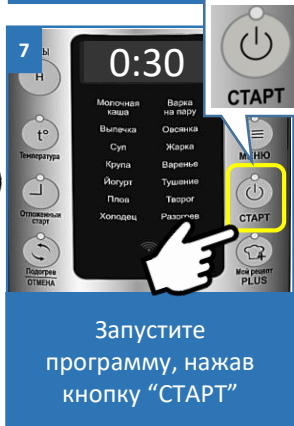 7
СТАРТ
0:30
Молочная каша
Варка на пару
Выпечка
Овсянка
Суп
Жарка
Крупа
Варенье
Йогурт
Тушение
Плов
Творог
Холодец
Разогрев
Ы
Н
t°
Температура
Отложенный старт
Подогрев
ОТМЕНА
МЕНЮ
СТАРТ
Мой рецепт
PLUS
Запустите
программу, нажав
кнопку “СТАРТ”